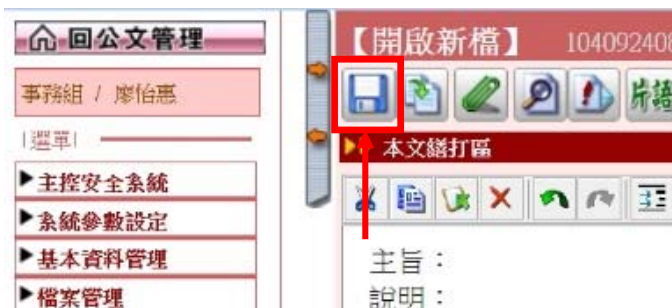 回公文管理
事務組 / 廖怡惠
|選單|
▶主控安全系統
▶系統參數設定
▶基本資料管理
▶檔案管理
【開啟新檔】 104092408
片語
本文繕打區
主旨：
說明：